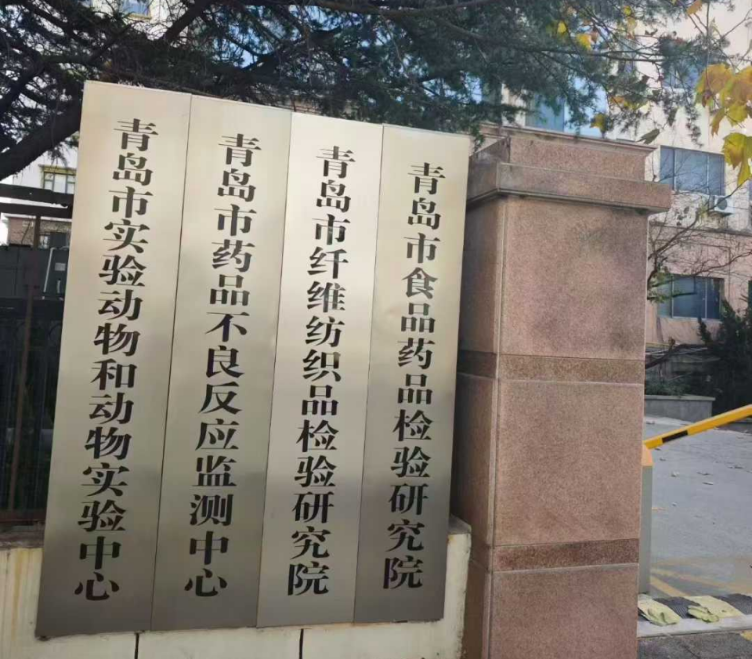 青岛市食品药品检验研究院
青岛市纤维纺织品检验研究院
青岛市药品不良反应监测中心
青岛市实验动物和动物实验中心